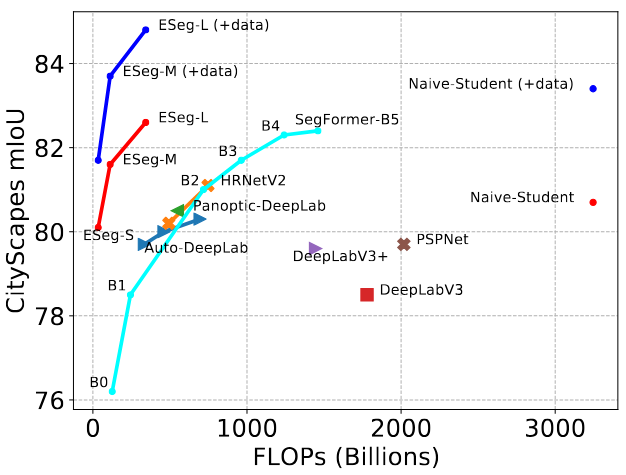 ESeg-L (+data)
84
ESeg-M (+data)
Naive-Student (+data)
ESeg-L
SegFormer-B5
B4
82
B3
ESeg-M
B2
HRNetV2
Naive-Student
Panoptic-DeepLab
80
ESeg-S
PSPNet
Auto-DeepLab
DeepLabV3+
B1
DeepLabV3
78
B0
76
CityScapes mIoU
0
1000
2000
3000
FLOPs (Billions)